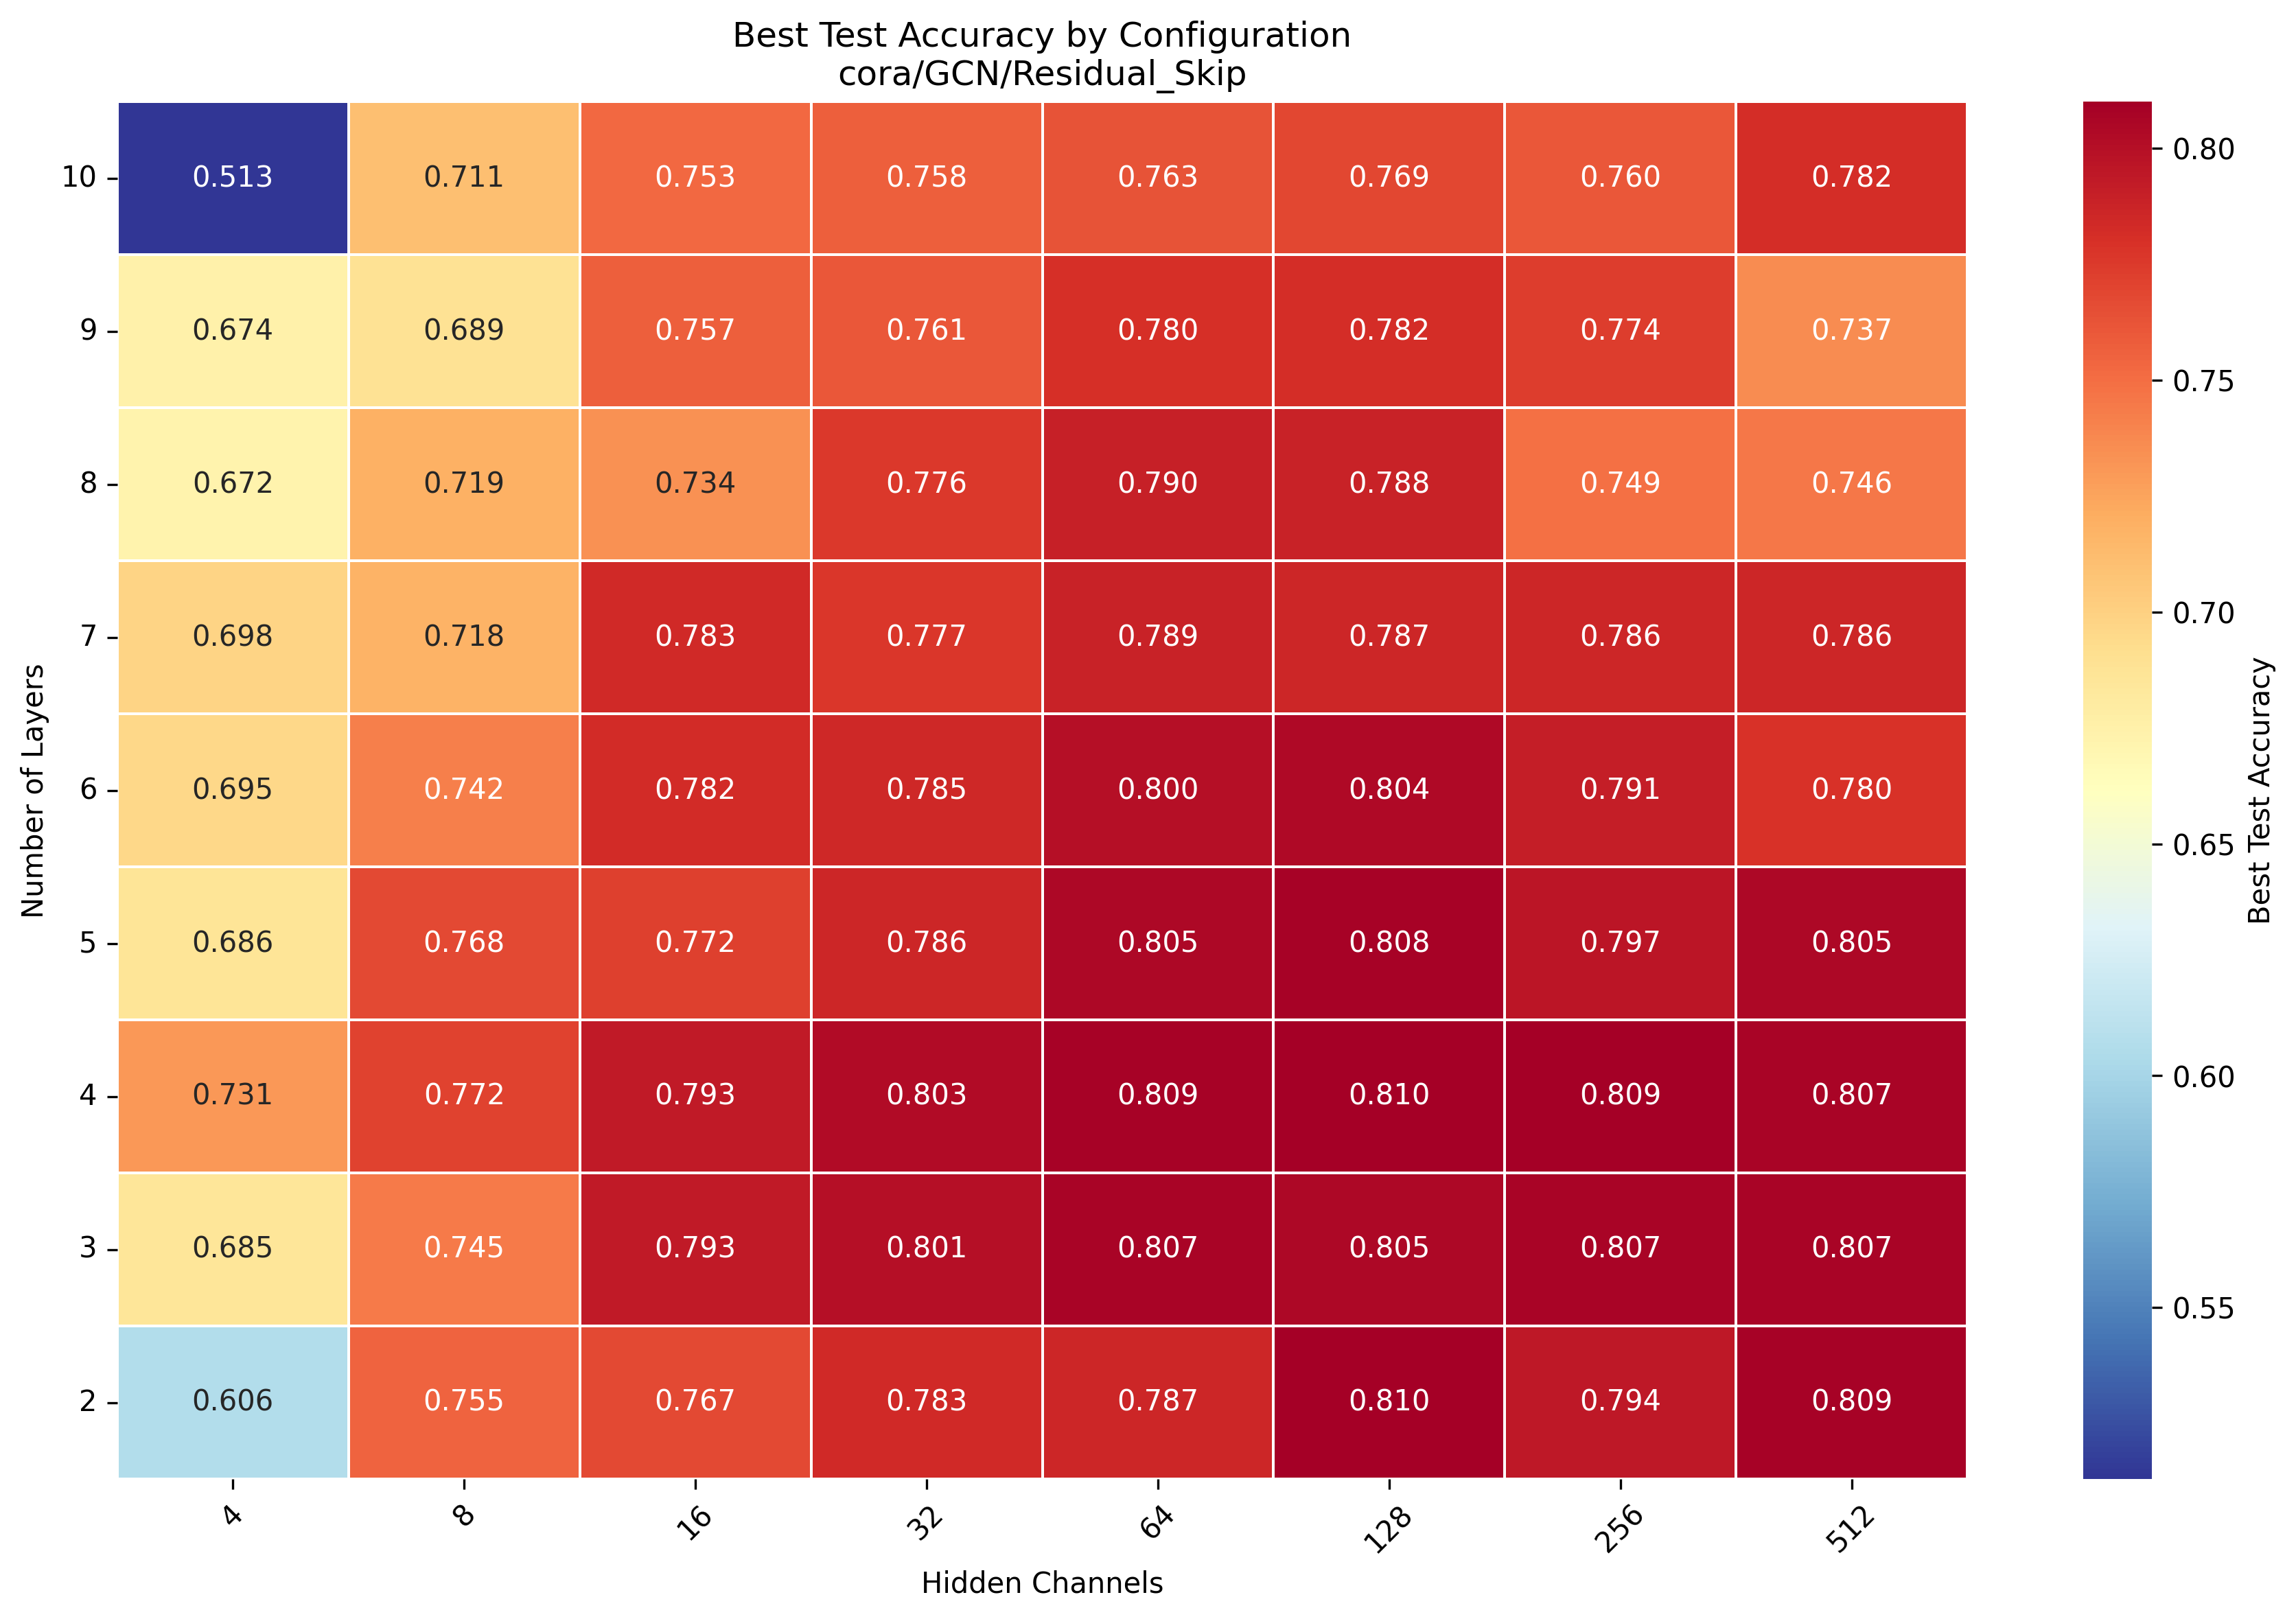 Best Test Accuracy by Configuration
cora/GCN/Residual_Skip
10 0.513 0.711 0.753 0.758 0.763 0.769 0.760 0.782
9 0.674 0.689 0.757 0.761 0.780 0.782 0.774 0.737
8 0.672 0.719 0.734 0.776 0.790 0.788 0.749 0.746
7 0.698 0.718 0.783 0.777 0.789 0.787 0.786 0.786
6 0.695 0.742 0.782 0.785 0.800 0.804 0.791 0.780
5 0.686 0.768 0.772 0.786 0.805 0.808 0.797 0.805
4 0.731 0.772 0.793 0.803 0.809 0.810 0.809 0.807
3 0.685 0.745 0.793 0.801 0.807 0.805 0.807 0.807
2 0.606 0.755 0.767 0.783 0.787 0.810 0.794 0.809
4 8 16 32 64 128 256 512
Hidden Channels
Number of Layers
0.80
0.75
0.70
0.65
0.60
0.55
Best Test Accuracy